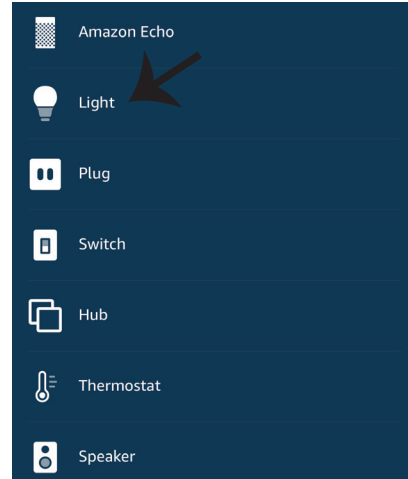 Amazon Echo
Light
Plug
Switch
Hub
Thermostat
Speaker